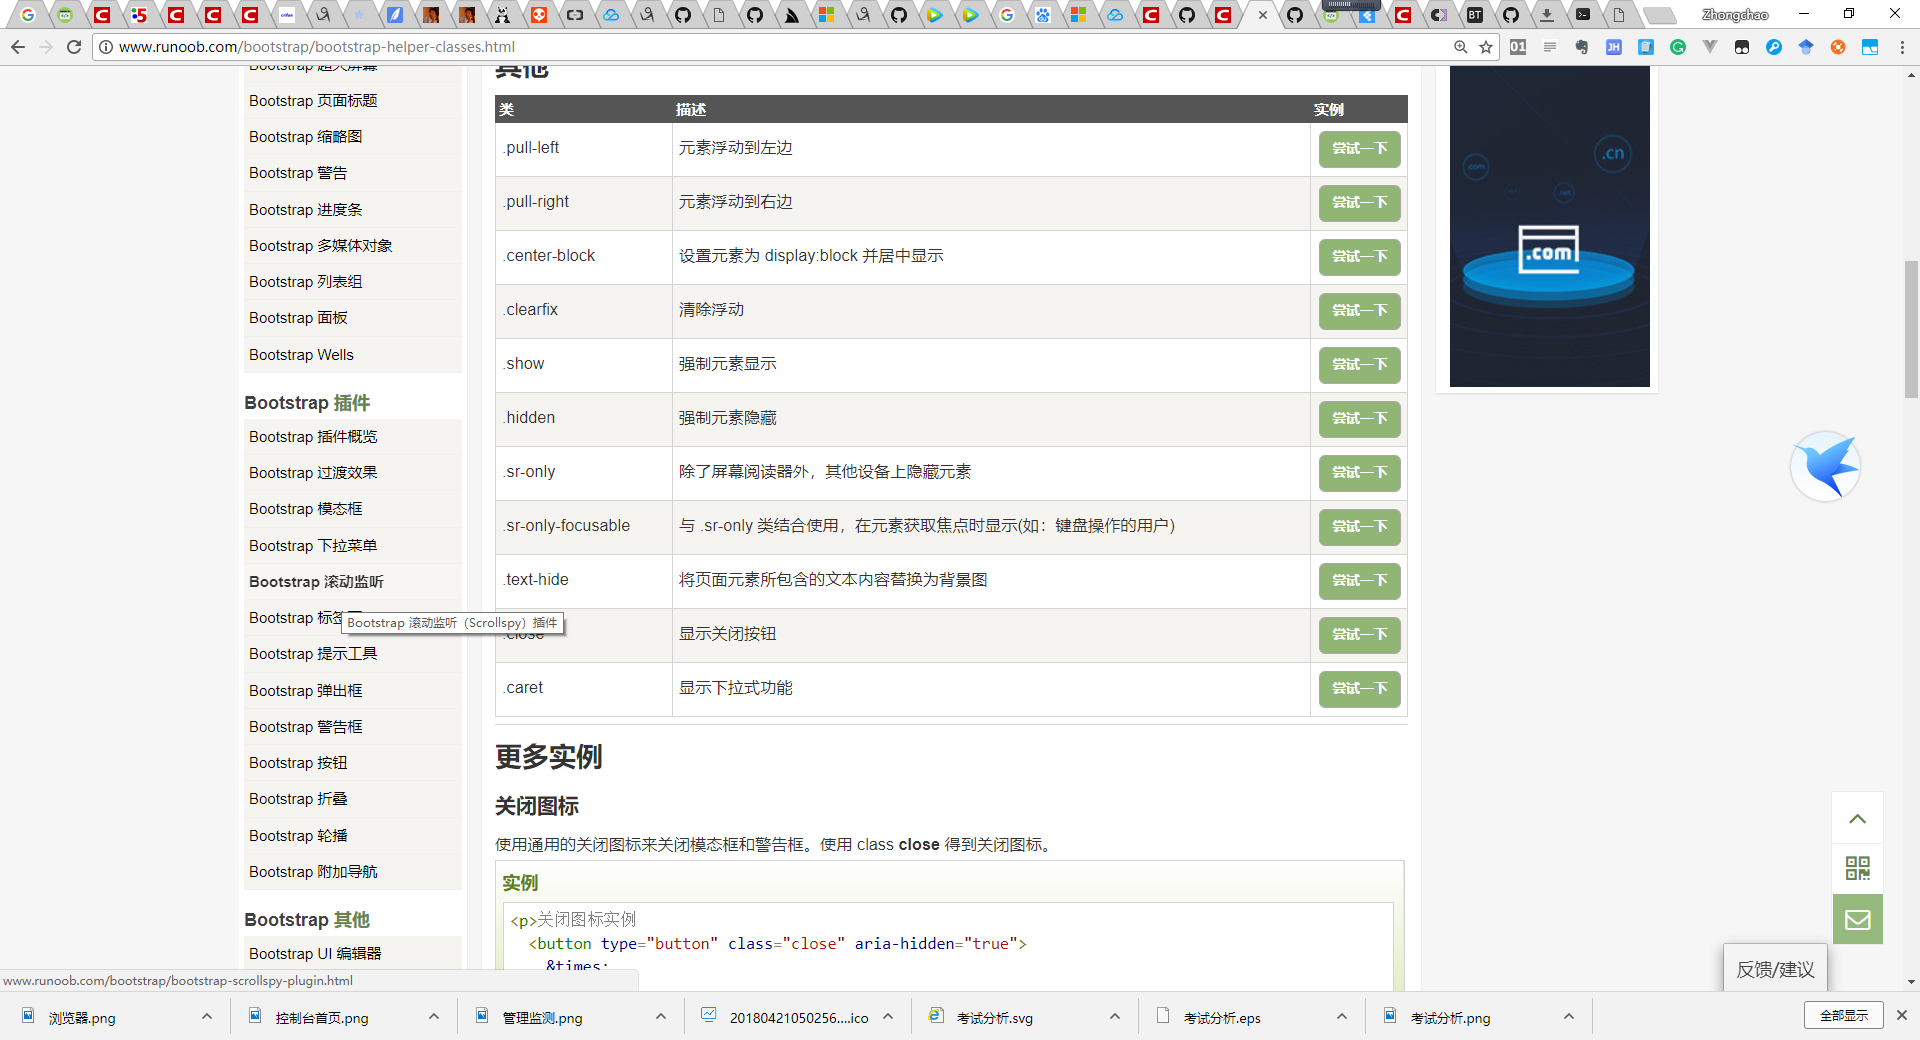 Zhongchao
www.runoob.com/bootstrap/bootstrap-helper-classes.html
Bootstrap 超大屏幕
Bootstrap 页面标题
Bootstrap 缩略图
Bootstrap 警告
Bootstrap 进度条
Bootstrap 多媒体对象
Bootstrap 列表组
Bootstrap 面板
Bootstrap Wells
Bootstrap 插件
Bootstrap 插件概览
Bootstrap 过渡效果
Bootstrap 模态框
Bootstrap 下拉菜单
Bootstrap 滚动监听
Bootstrap 标签
Bootstrap 滚动监听（Scrollspy）插件
Bootstrap 提示工具
Bootstrap 弹出框
Bootstrap 警告框
Bootstrap 按钮
Bootstrap 折叠
Bootstrap 轮播
Bootstrap 附加导航
Bootstrap 其他
Bootstrap UI 编辑器
其他
类 描述 实例
.pull-left 元素浮动到左边 尝试一下
.pull-right 元素浮动到右边 尝试一下
.center-block 设置元素为 display:block 并居中显示 尝试一下
.clearfix 清除浮动 尝试一下
.show 强制元素显示 尝试一下
.hidden 强制元素隐藏 尝试一下
.sr-only 除了屏幕阅读器外，其他设备上隐藏元素 尝试一下
.sr-only-focusable 与 .sr-only 类结合使用，在元素获取焦点时显示(如：键盘操作的用户) 尝试一下
.text-hide 将页面元素所包含的文本内容替换为背景图 尝试一下
.close 显示关闭按钮 尝试一下
.caret 显示下拉式功能 尝试一下
更多实例
关闭图标
使用通用的关闭图标来关闭模态框和警告框。使用 class close 得到关闭图标。
实例
<p>关闭图标实例
<button type="button" class="close" aria-hidden="true">
&times;
.cn
.com
.com
反馈/建议
www.runoob.com/bootstrap/bootstrap-scrollspy-plugin.html
浏览器.png
控制台首页.png
管理监测.png
20180421050256....ico
考试分析.svg
考试分析.eps
考试分析.png
全部显示